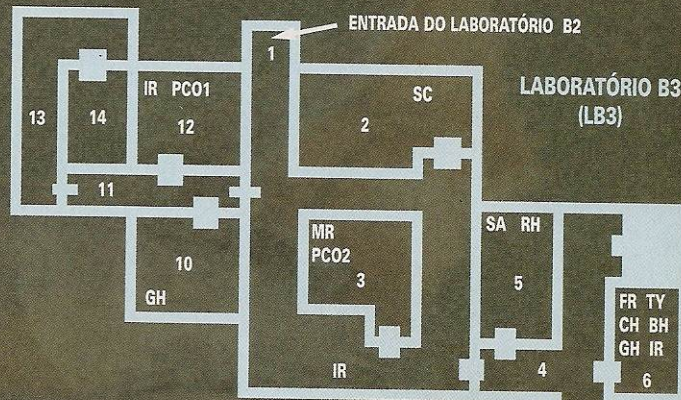 ENTRADA DO LABORATÓRIO B2
1
LABORATÓRIO B3
(LB3)
IR PCO1
12
SC
2
13
14
11
MR
PCO2
3
SA RH
5
10
GH
FR TY
CH BH
GH IR
6
IR
4